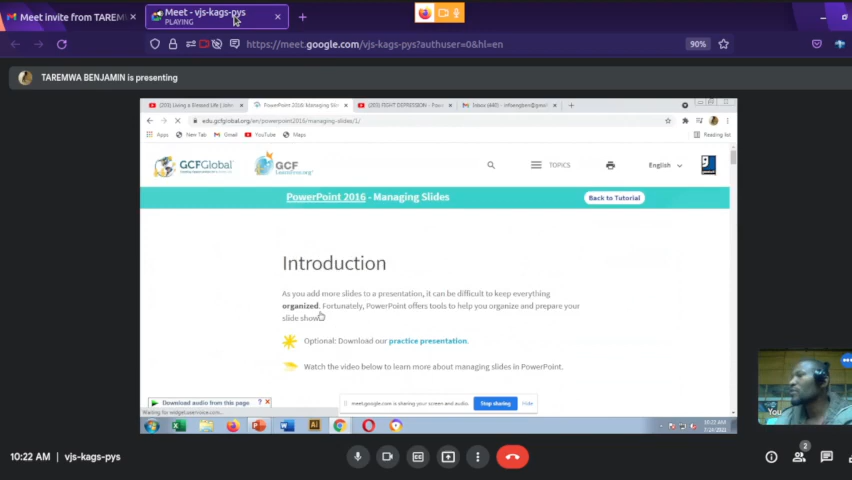 Meet invite from TAREM
Meet - vjs-kags-pys
PLAYING
https://meet.google.com/vjs-kags-pys?authuser=0&hl=en
90%
TAREMWA BENJAMIN is presenting
(203) Living a Blessed Life | John
PowerPoint 2016: Managing Slid
(203) FIGHT DEPRESSION - Pow
edu.gcfglobal.org/en/powerpoint2016/managing-slides/1/
Apps
New Tab
Gmail
YouTube
Maps
Reading list
GCFGlobal
GCF
LearnFree.org
TOPICS
English
PowerPoint 2016 - Managing Slides
Back to Tutorial
Introduction
As you add more slides to a presentation, it can be difficult to keep everything
organized. Fortunately, PowerPoint offers tools to help you organize and prepare your
slide show.
Optional: Download our practice presentation.
Watch the video below to learn more about managing slides in PowerPoint.
Download audio from this page ? x
meet.google.com is sharing your screen and audio.
Stop sharing
Hide
10:22 AM
You
2
10:22 AM | vjs-kags-pys